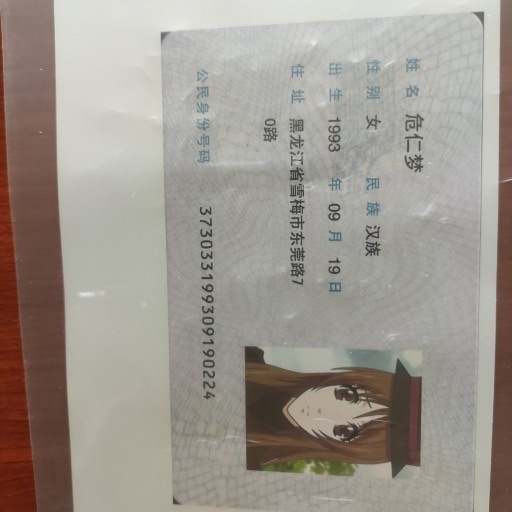 姓名 危仁梦
性别 女 民族 汉族
出生 1993 年 09 月 19 日
住址 黑龙江省雪梅市东莞路7
0路
公民身份号码 373033199309190224